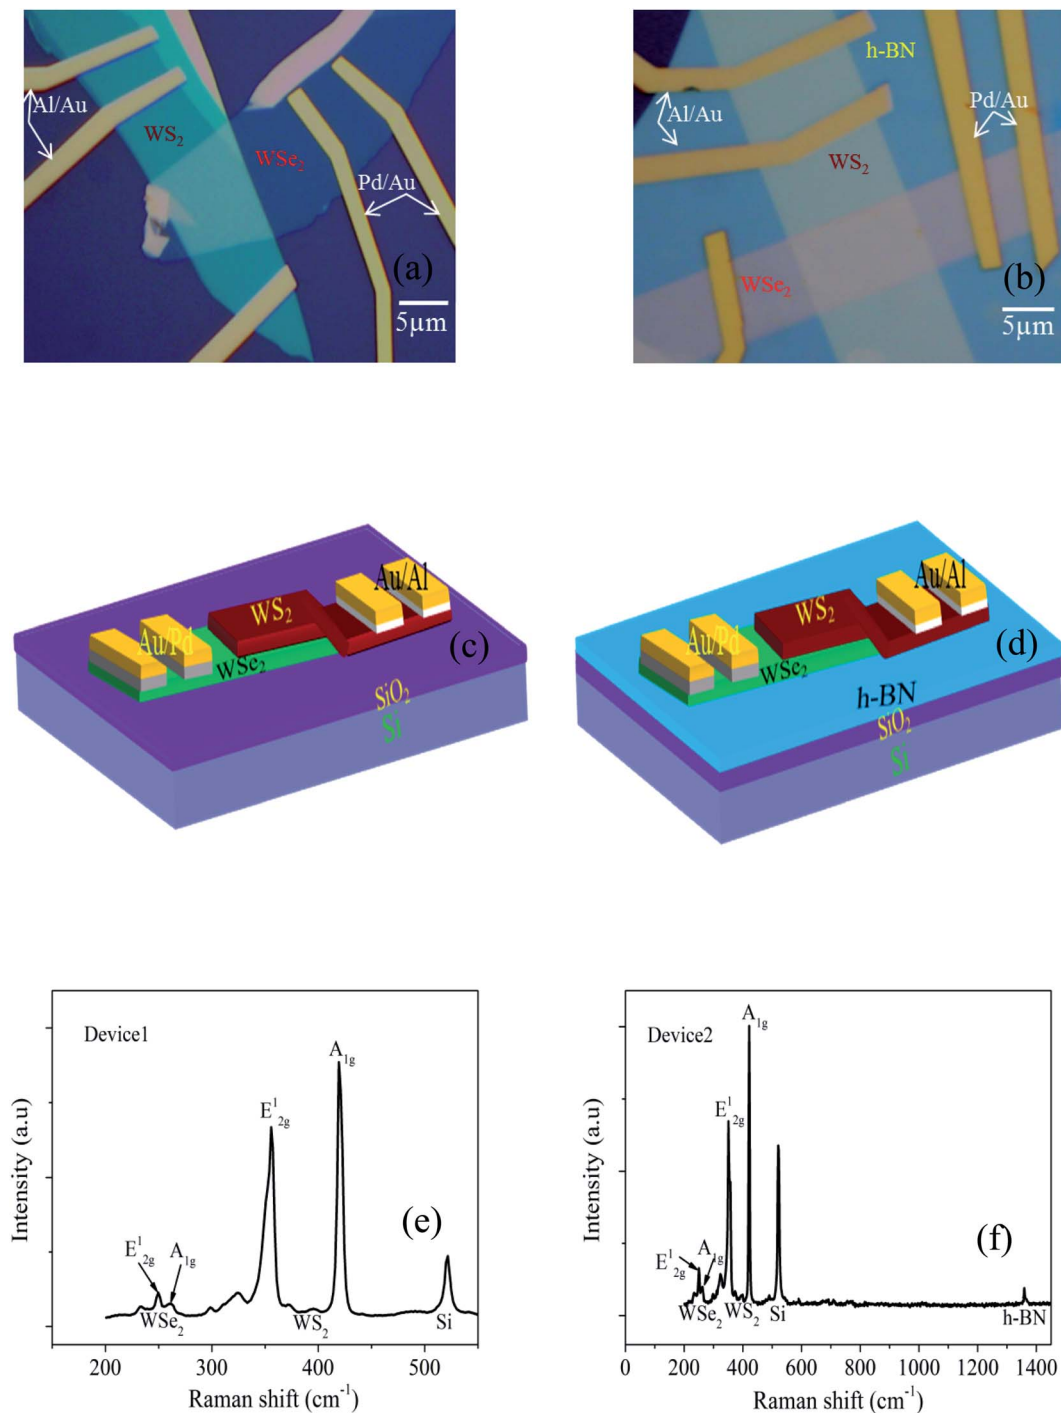 Al/Au
WS₂
WSe₂
Pd/Au
(a)
5µm
h-BN
Al/Au
Pd/Au
WS₂
WSe₂
(b)
5µm
Au/Al
WS₂
Au/Pd
WSe₂
(c)
SiO₂
Si
Au/Al
WS₂
Au/Pd
WSe₂
(d)
h-BN
SiO₂
Si
Device1
A₁g
E¹₂g
(e)
E¹₂g
A₁g
WSe₂
WS₂
Si
200 300 400 500
Raman shift (cm⁻¹)
Intensity (a.u)
A₁g
Device2
E¹₂g
(f)
A₁g
E¹₂g
WSe₂
WS₂
Si
h-BN
0 200 400 600 800 1000 1200 1400
Raman shift (cm⁻¹)
Intensity (a.u)